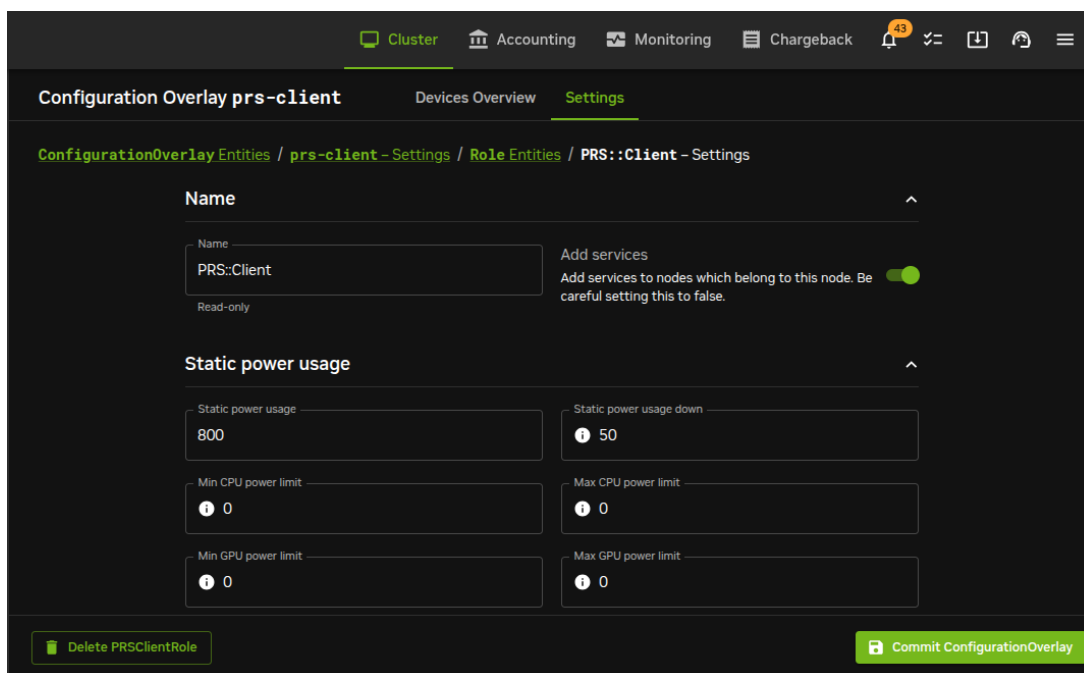 Cluster Accounting Monitoring Chargeback 43
Configuration Overlay prs-client Devices Overview Settings
ConfigurationOverlay Entities / prs-client – Settings / Role Entities / PRS::Client – Settings
Name
Name
PRS::Client
Read-only
Add services
Add services to nodes which belong to this node. Be
careful setting this to false.
Static power usage
Static power usage
800
Static power usage down
50
Min CPU power limit
0
Max CPU power limit
0
Min GPU power limit
0
Max GPU power limit
0
Delete PRSClientRole
Commit ConfigurationOverlay